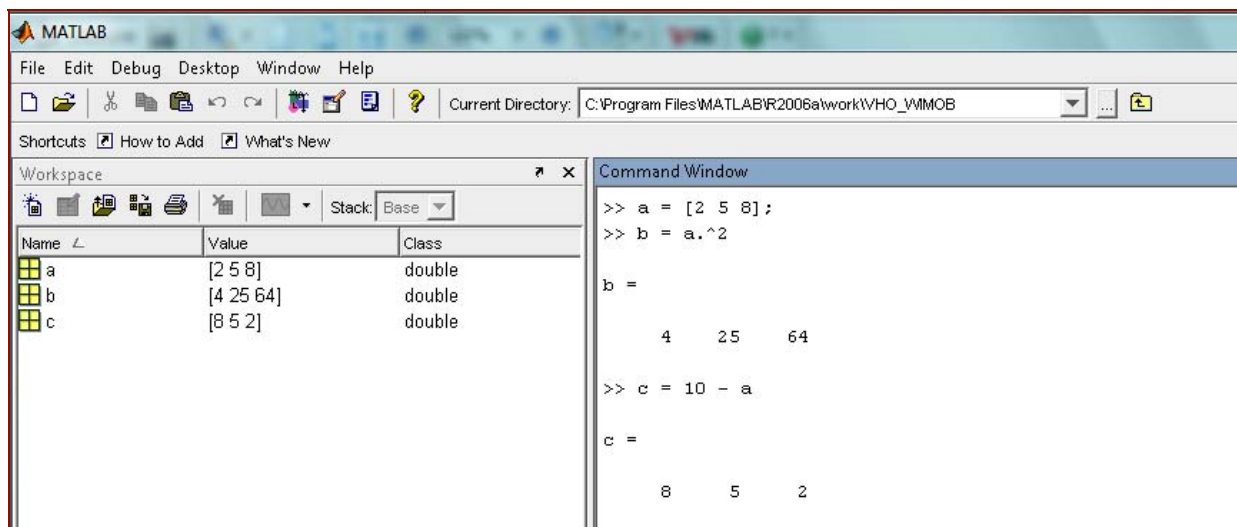 MATLAB
File Edit Debug Desktop Window Help
Current Directory: C:\Program Files\MATLAB\R2006a\work\VHO_WIMOB
Shortcuts How to Add What's New
Workspace
Stack: Base
Name Value Class
a [2 5 8] double
b [4 25 64] double
c [8 5 2] double
Command Window
>> a = [2 5 8];
>> b = a.^2
b =
4 25 64
>> c = 10 - a
c =
8 5 2